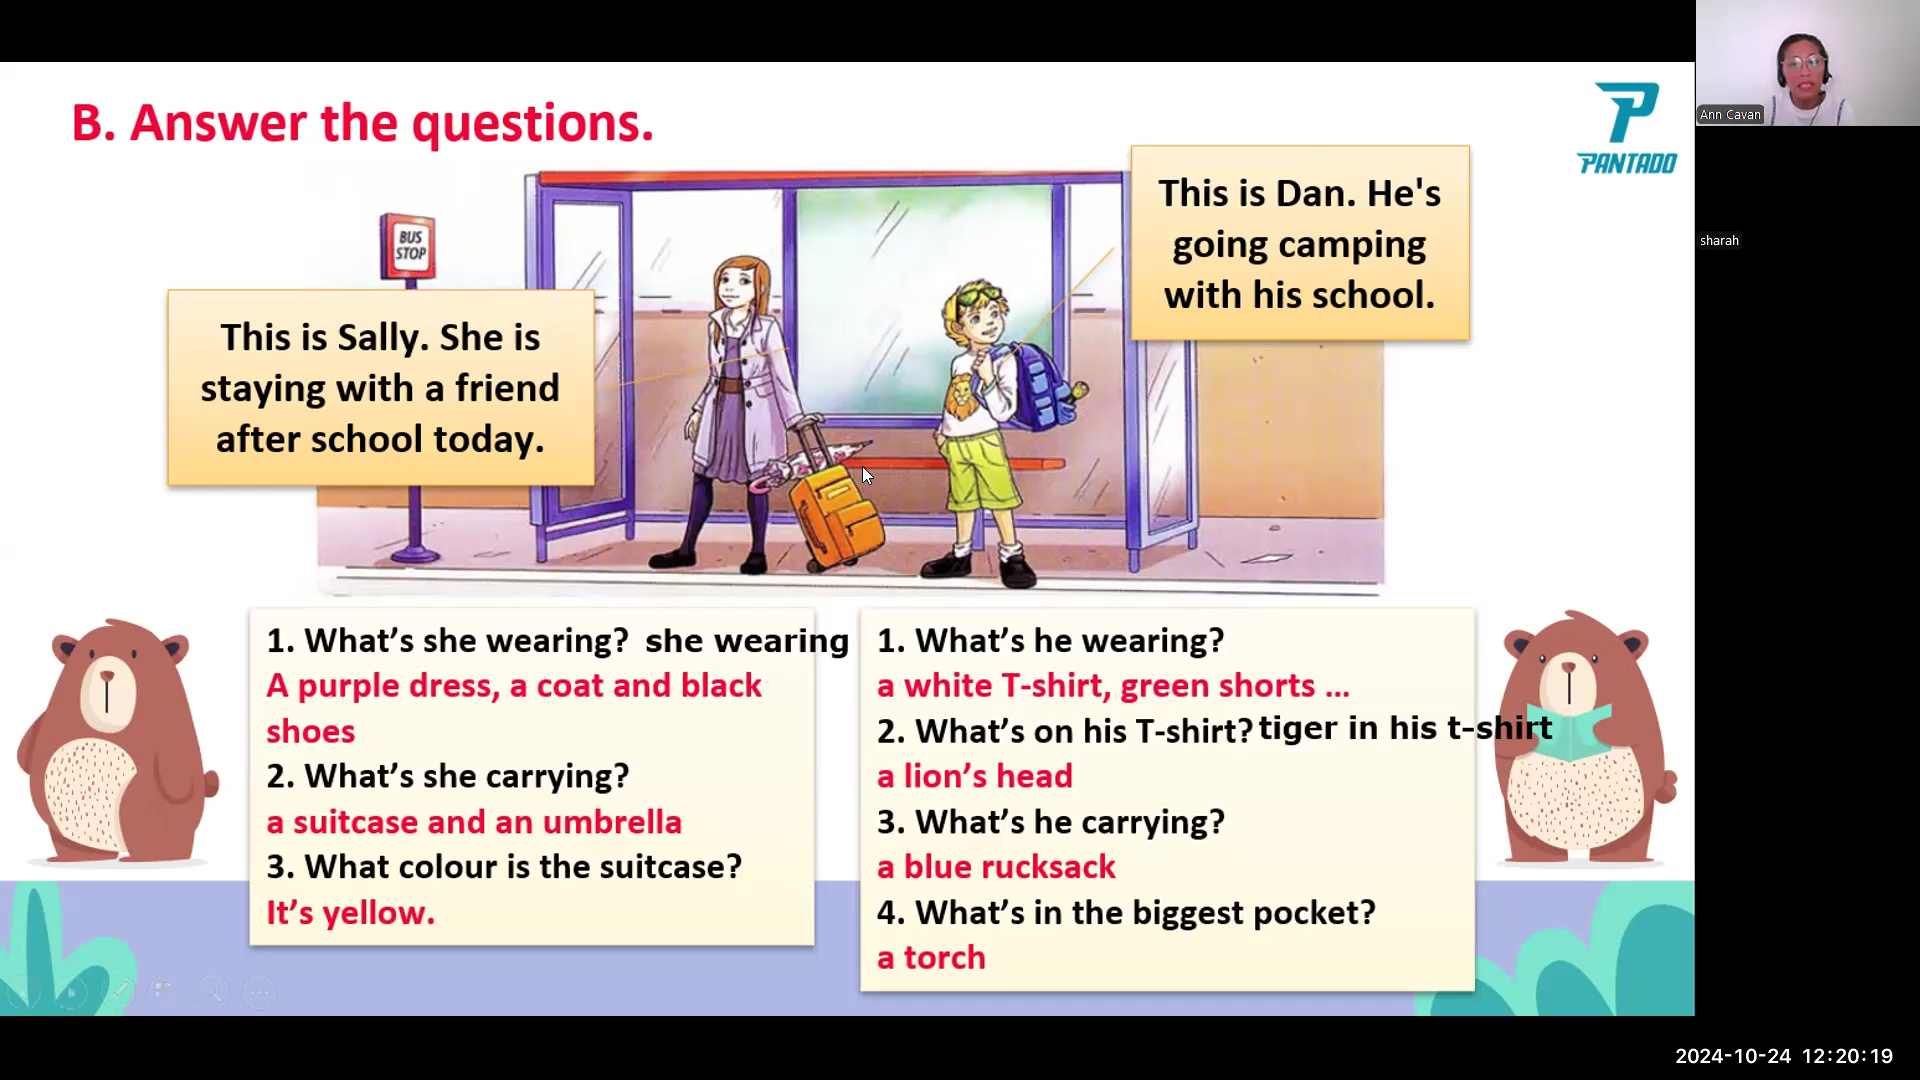 B. Answer the questions.
PANTADO
Ann Cavan
sharah
BUS
STOP
This is Sally. She is
staying with a friend
after school today.
This is Dan. He's
going camping
with his school.
1. What's she wearing? she wearing
A purple dress, a coat and black
shoes
2. What's she carrying?
a suitcase and an umbrella
3. What colour is the suitcase?
It's yellow.
1. What's he wearing?
a white T-shirt, green shorts ...
2. What's on his T-shirt? tiger in his t-shirt
a lion's head
3. What's he carrying?
a blue rucksack
4. What's in the biggest pocket?
a torch
2024-10-24 12:20:19